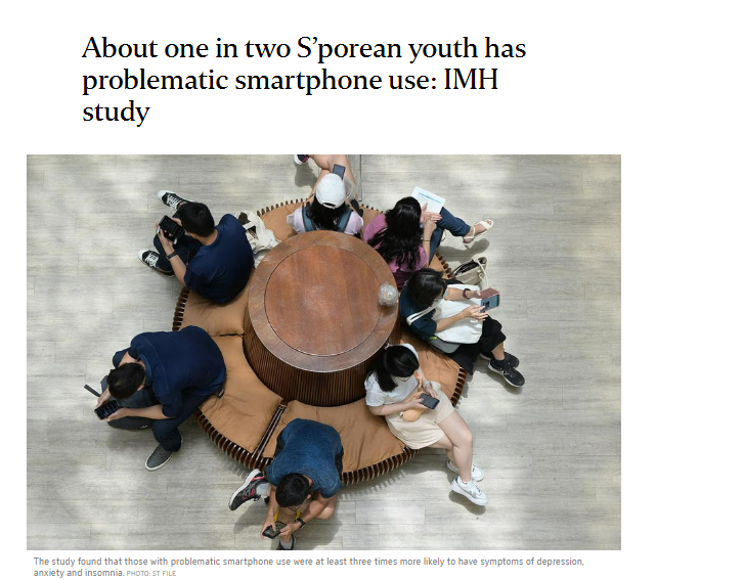 About one in two S’porean youth has
problematic smartphone use: IMH
study
The study found that those with problematic smartphone use were at least three times more likely to have symptoms of depression,
anxiety and insomnia. PHOTO: ST FILE